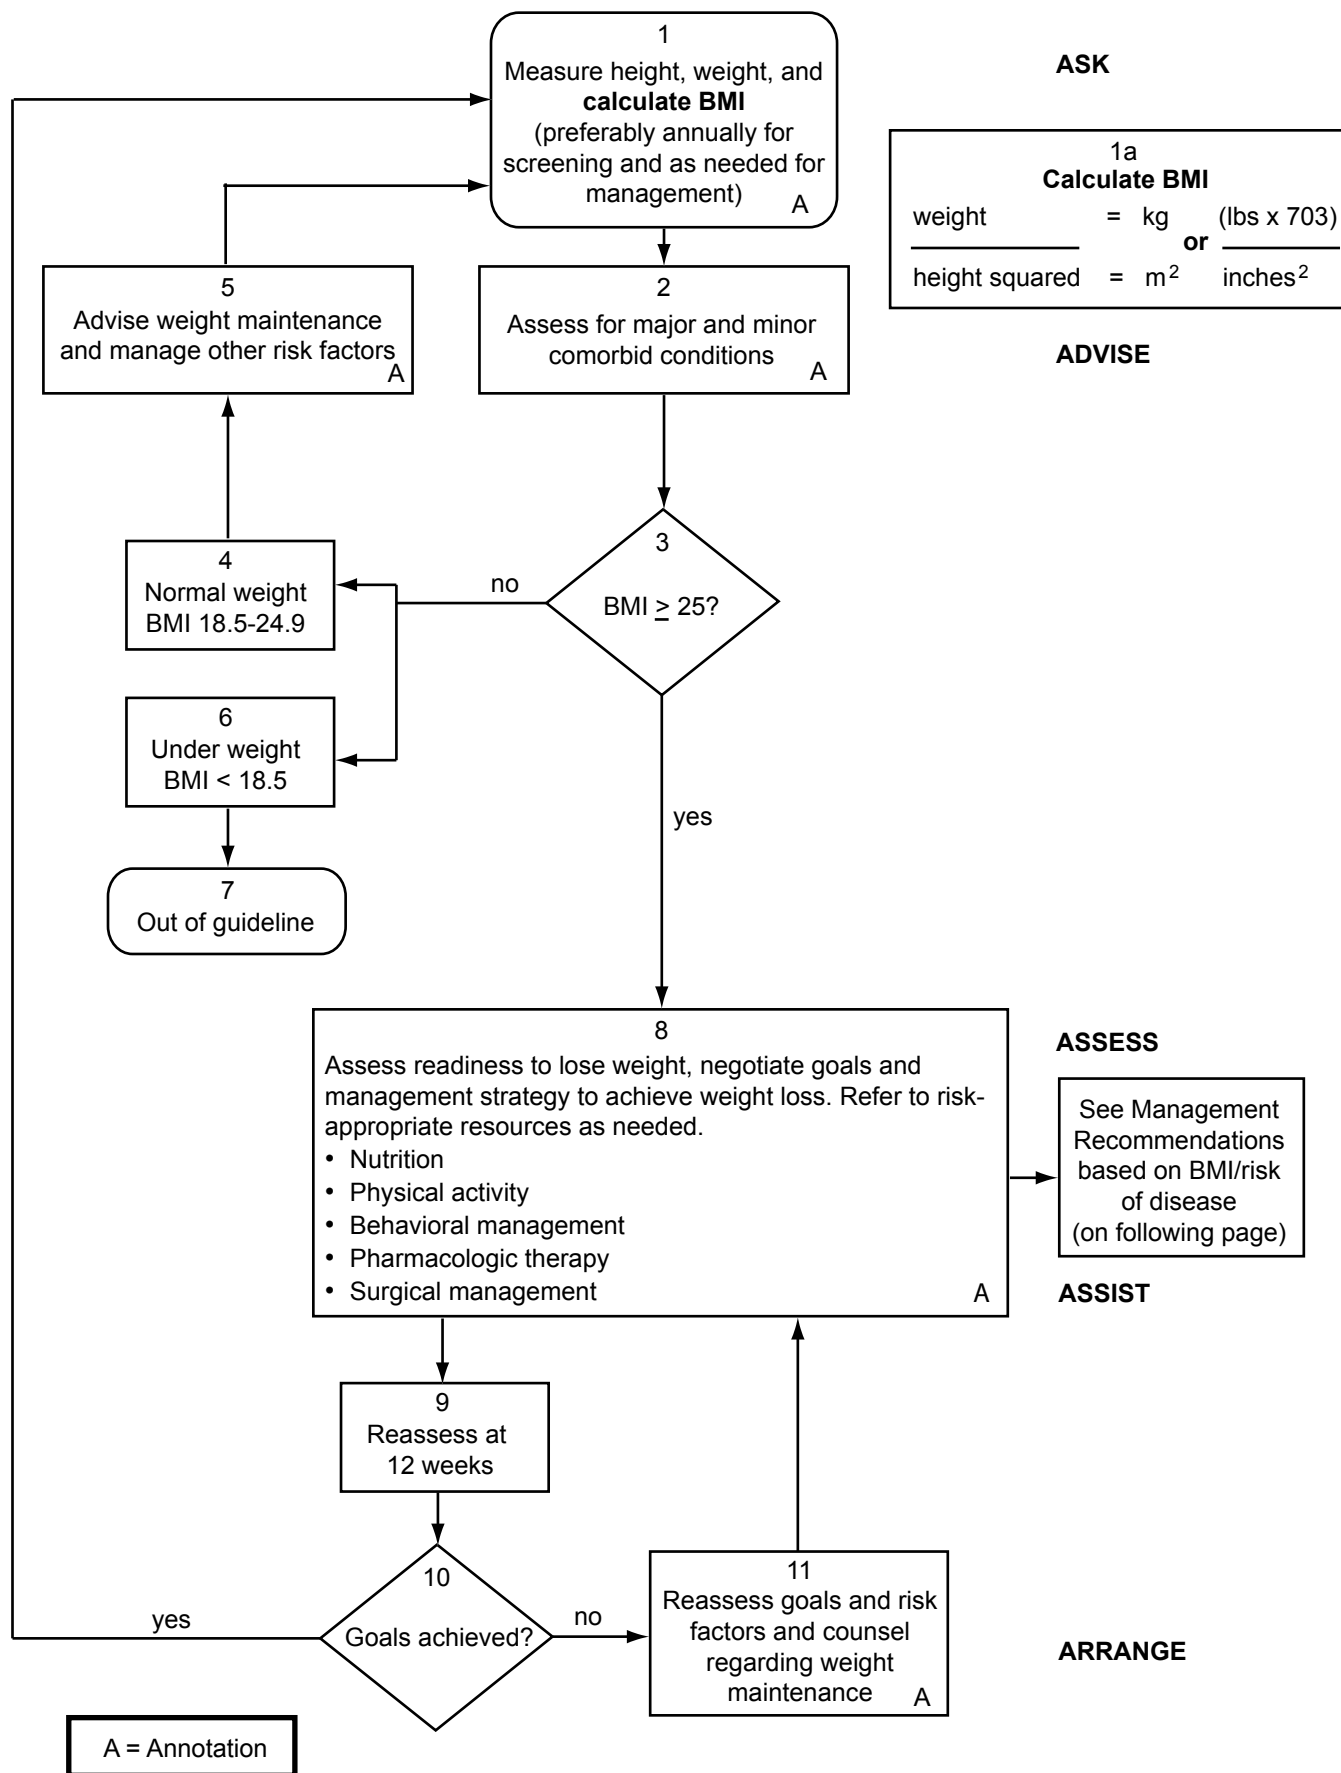 1
Measure height, weight, and
calculate BMI
(preferably annually for
screening and as needed for
management)
A
ASK
1a
Calculate BMI
weight = kg or (lbs x 703)
height squared = m² inches²
5
Advise weight maintenance
and manage other risk factors
A
2
Assess for major and minor
comorbid conditions
A
ADVISE
3
BMI ≥ 25?
no
4
Normal weight
BMI 18.5-24.9
6
Under weight
BMI < 18.5
yes
7
Out of guideline
8
Assess readiness to lose weight, negotiate goals and
management strategy to achieve weight loss. Refer to risk-
appropriate resources as needed.
• Nutrition
• Physical activity
• Behavioral management
• Pharmacologic therapy
• Surgical management
A
ASSESS
See Management
Recommendations
based on BMI/risk
of disease
(on following page)
ASSIST
9
Reassess at
12 weeks
10
Goals achieved?
yes
no
11
Reassess goals and risk
factors and counsel
regarding weight
maintenance
A
ARRANGE
A = Annotation